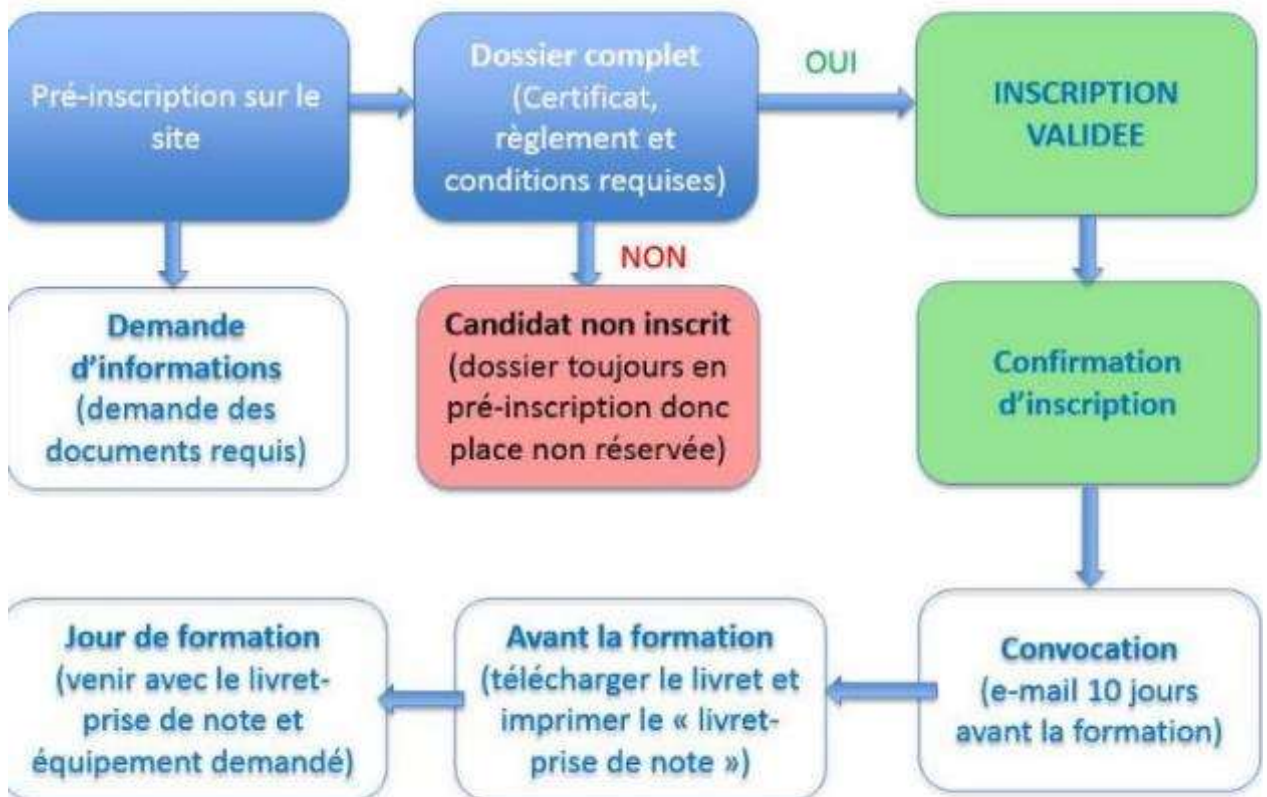 Pré-inscription sur le
site
Dossier complet
(Certificat,
règlement et
conditions requises)
OUI
INSCRIPTION
VALIDEE
NON
Demande
d'informations
(demande des
documents requis)
Candidat non inscrit
(dossier toujours en
pré-inscription donc
place non réservée)
Confirmation
d'inscription
Convocation
(e-mail 10 jours
avant la formation)
Avant la formation
(télécharger le livret et
imprimer le « livret-
prise de note »)
Jour de formation
(venir avec le livret-
prise de note et
équipement demandé)